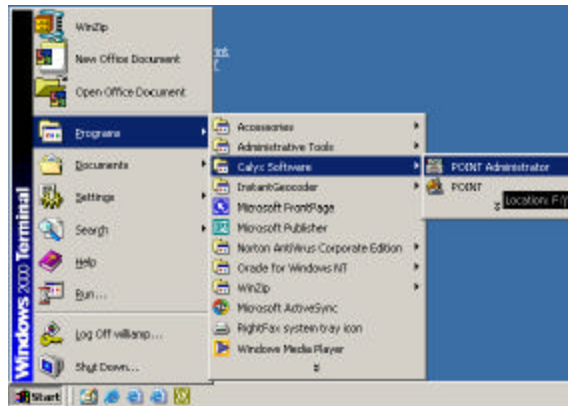 WinZip
New Office Document
Open Office Document
Programs
Documents
Settings
Search
Help
Run...
Log Off williamp...
Shut Down...
Windows 2000 Terminal
Accessories
Administrative Tools
Calyx Software
InstantGeocoder
Microsoft FrontPage
Microsoft Publisher
Norton AntiVirus Corporate Edition
Oracle for Windows NT
WinZip
Microsoft ActiveSync
RightFax system tray icon
Windows Media Player
POINT Administrator
POINT
Location: F:\p
Start